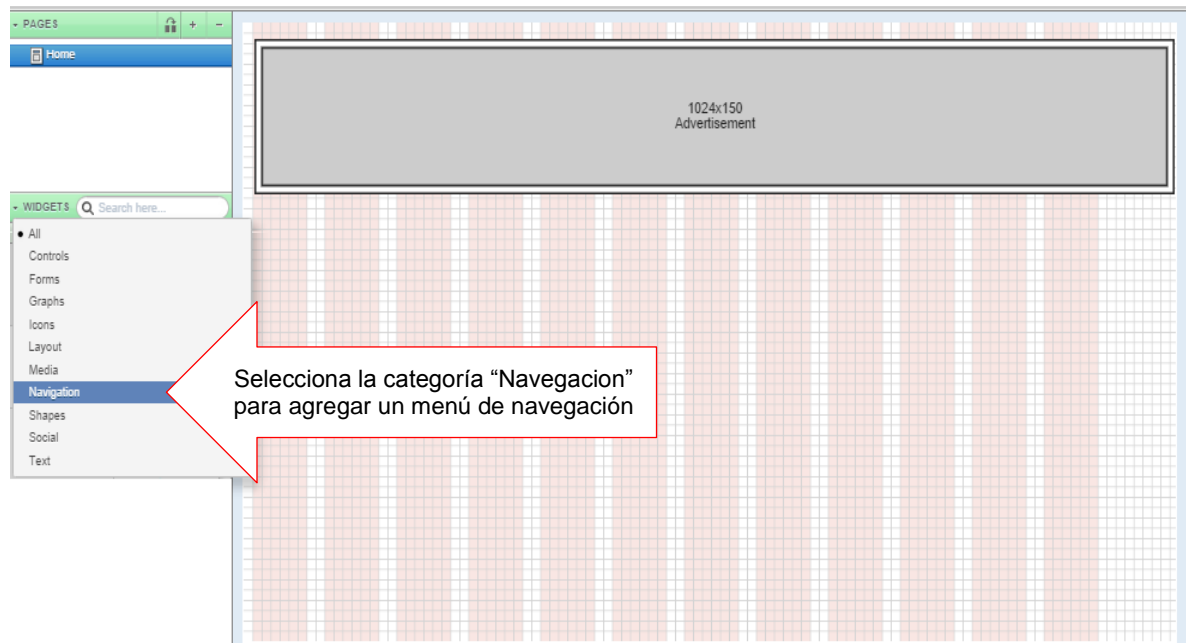 PAGES
+ -
Home
1024x150
Advertisement
WIDGETS
Search here...
All
Controls
Forms
Graphs
Icons
Layout
Media
Navigation
Shapes
Social
Text
Selecciona la categoría “Navegacion”
para agregar un menú de navegación